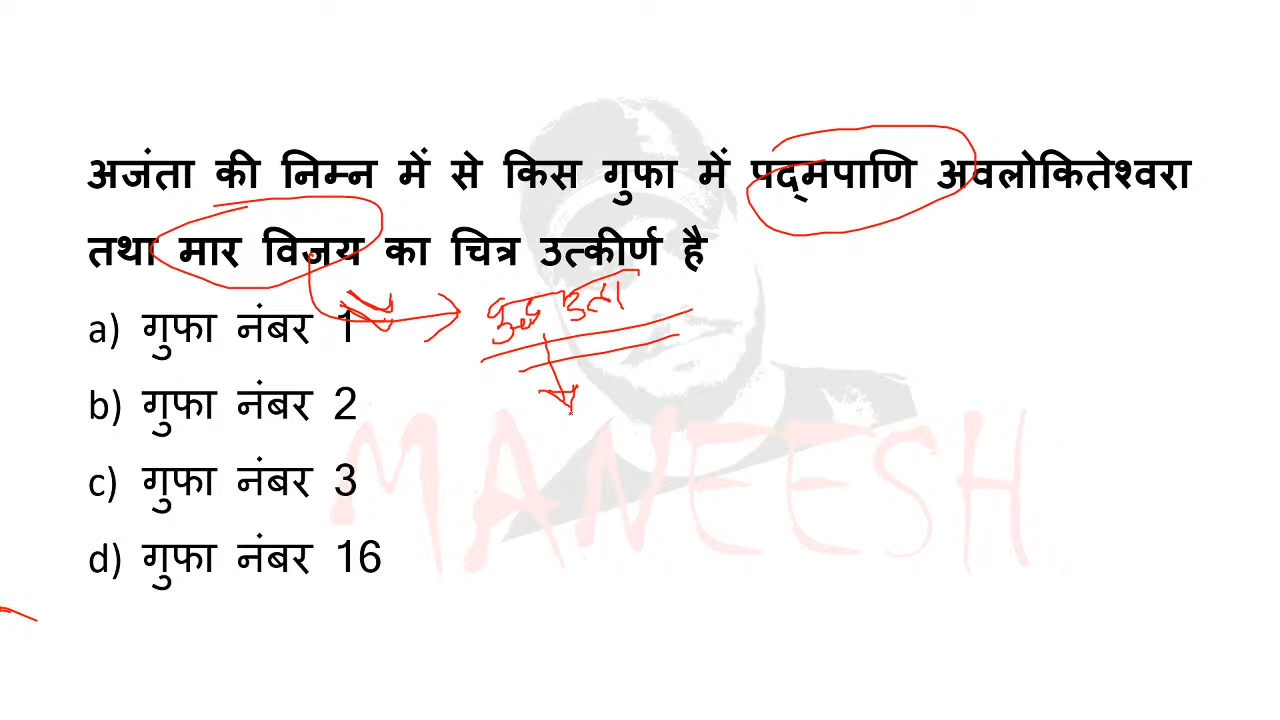 अजंता की निम्न में से किस गुफा में पद्मपाणि अवलोकितेश्वरा
तथा मार विजय का चित्र उत्कीर्ण है
a) गुफा नंबर 1
b) गुफा नंबर 2
c) गुफा नंबर 3
d) गुफा नंबर 16
MANEESH